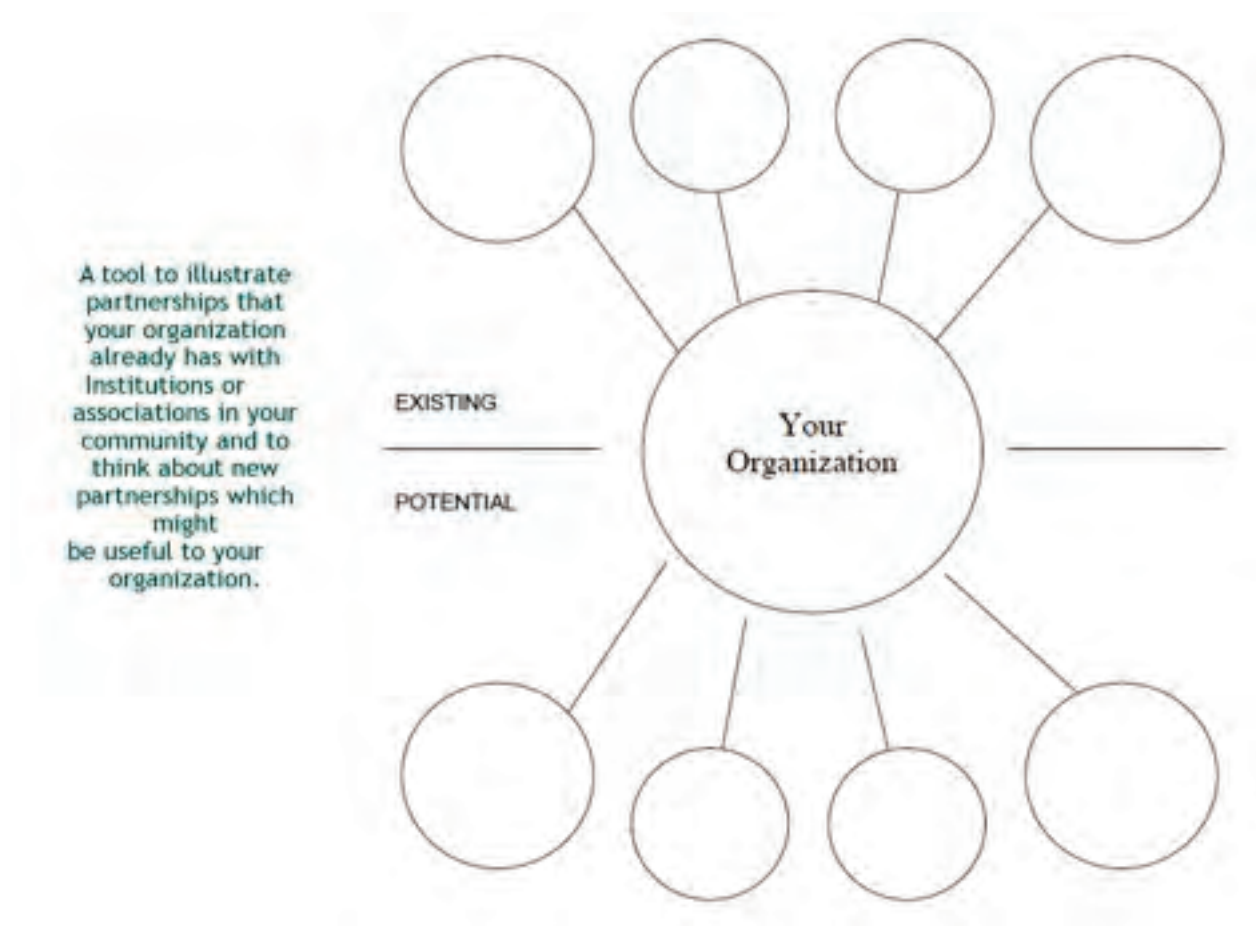 A tool to illustrate
partnerships that
your organization
already has with
Institutions or
associations in your
community and to
think about new
partnerships which
might
be useful to your
organization.
EXISTING
POTENTIAL
Your
Organization